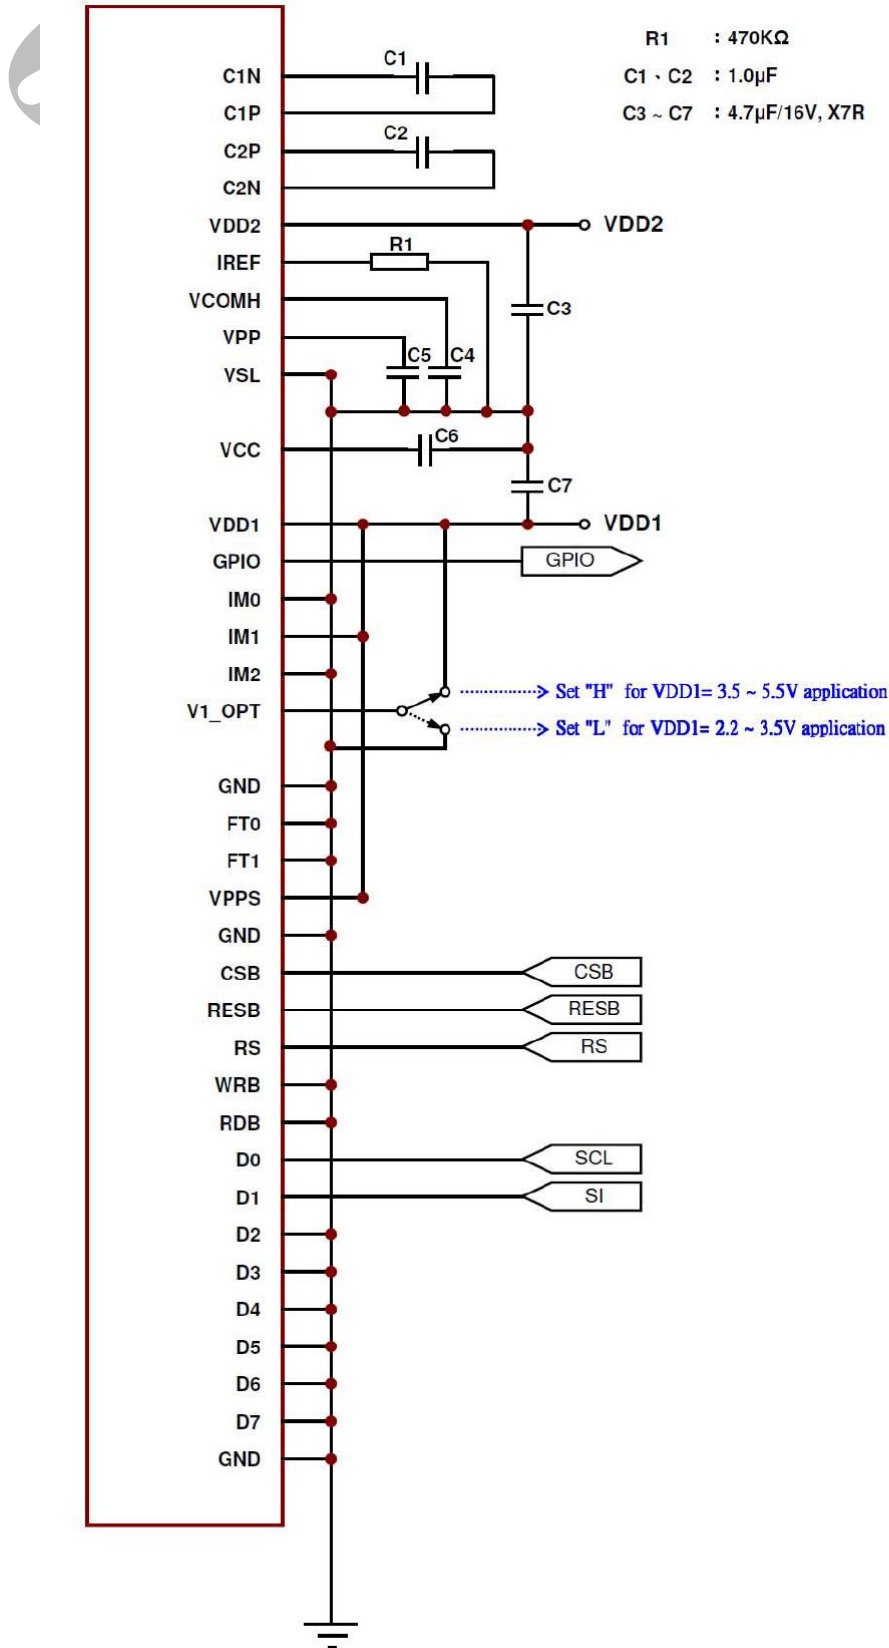 R1 : 470KΩ
C1、C2 : 1.0µF
C3 ~ C7 : 4.7µF/16V, X7R
C1
C1N
C1P
C2
C2P
C2N
VDD2 VDD2
R1
IREF
VCOMH
C3
VPP
C5 C4
VSL
C6
VCC
C7
VDD1 VDD1
GPIO GPIO
IM0
IM1
IM2
Set "H" for VDD1= 3.5 ~ 5.5V application
V1_OPT
Set "L" for VDD1= 2.2 ~ 3.5V application
GND
FT0
FT1
VPPS
GND
CSB CSB
RESB RESB
RS RS
WRB
RDB
D0 SCL
D1 SI
D2
D3
D4
D5
D6
D7
GND